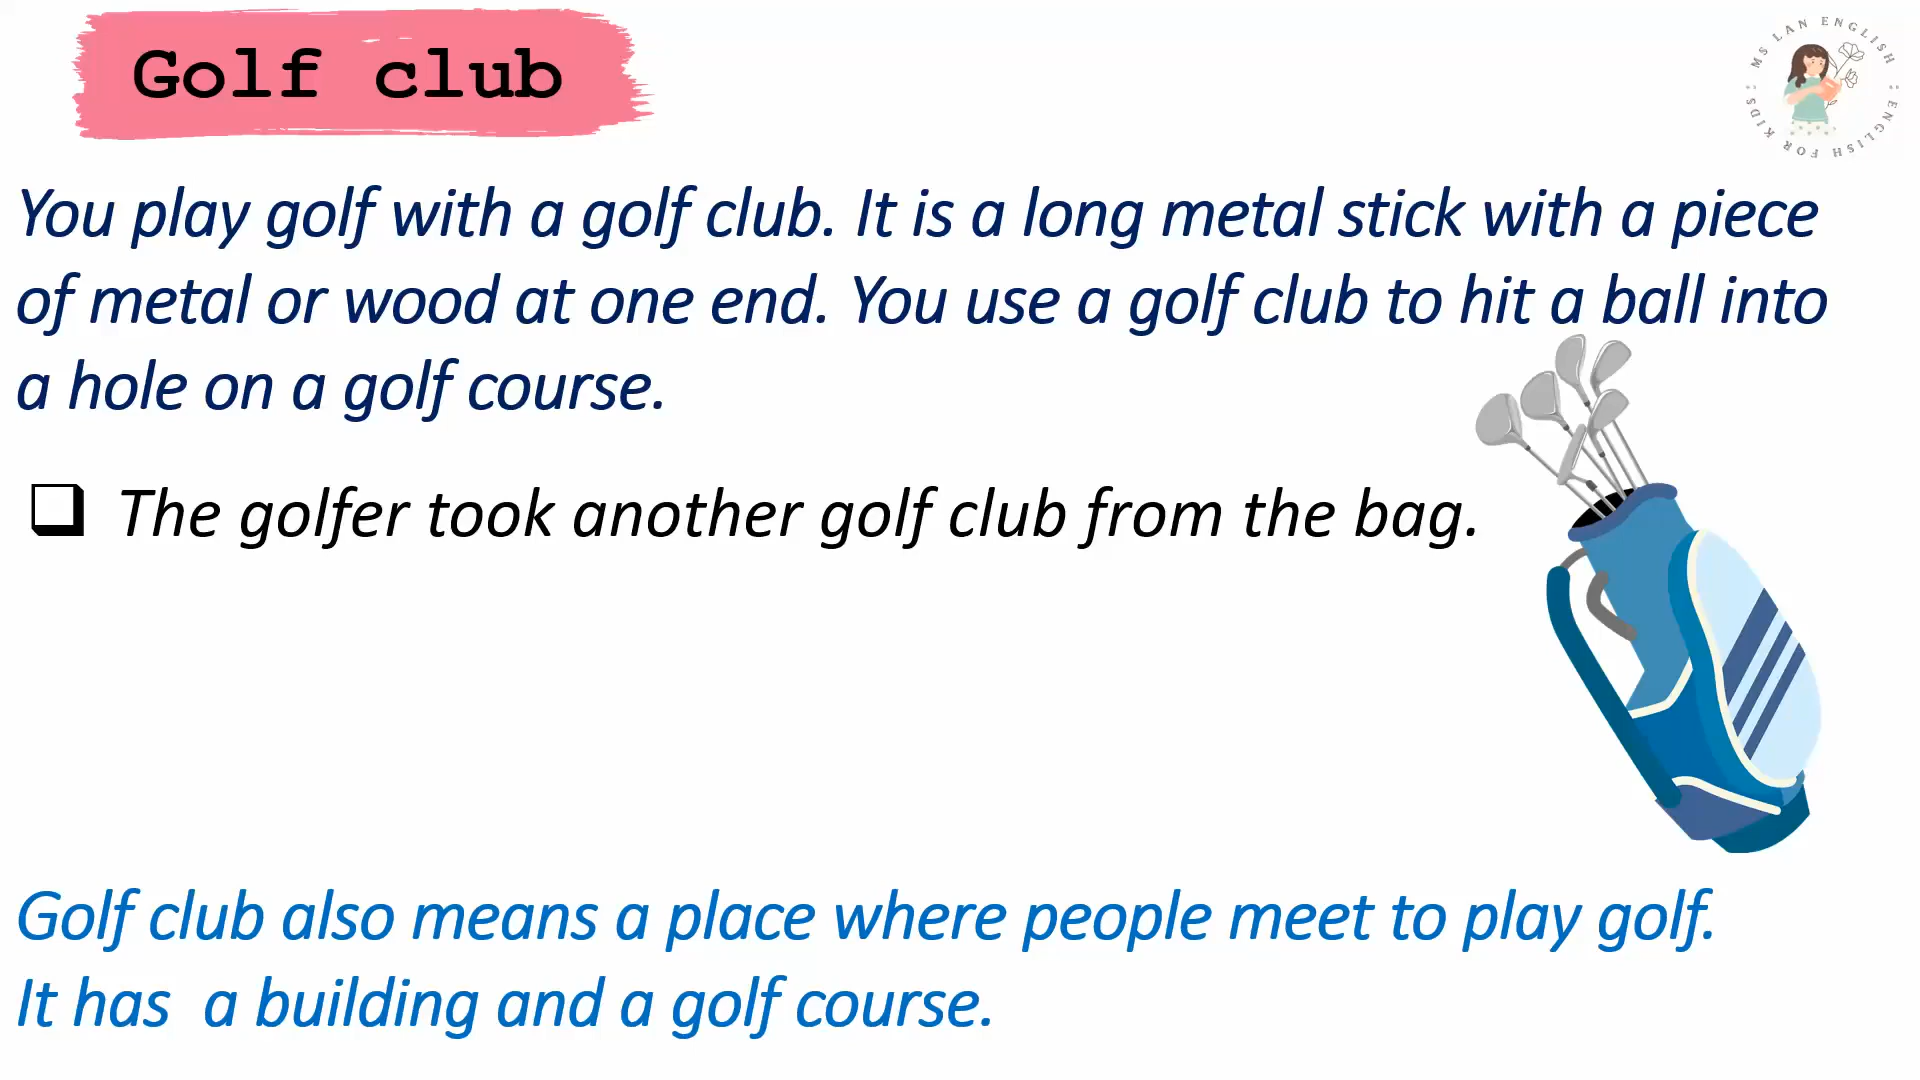 Golf club
MS LAN ENGLISH : ENGLISH FOR KIDS :
You play golf with a golf club. It is a long metal stick with a piece
of metal or wood at one end. You use a golf club to hit a ball into
a hole on a golf course.
The golfer took another golf club from the bag.
Golf club also means a place where people meet to play golf.
It has a building and a golf course.